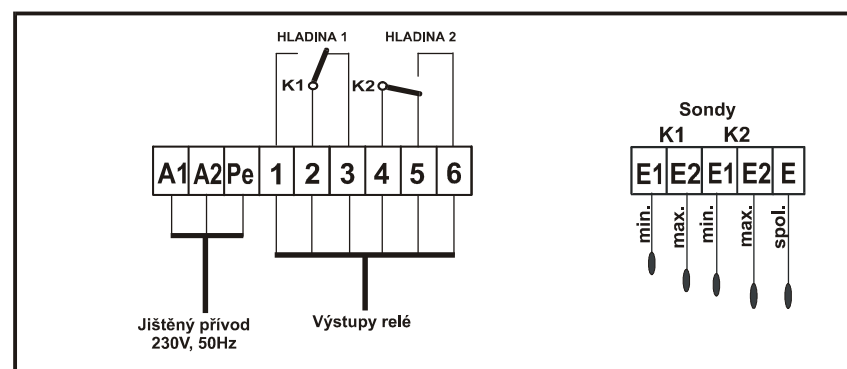 HLADINA 1 HLADINA 2
K1 K2
A1 A2 Pe 1 2 3 4 5 6
Jištěný přívod
230V, 50Hz
Výstupy relé
Sondy
K1 K2
E1 E2 E1 E2 E
min. max. min. max. spol.